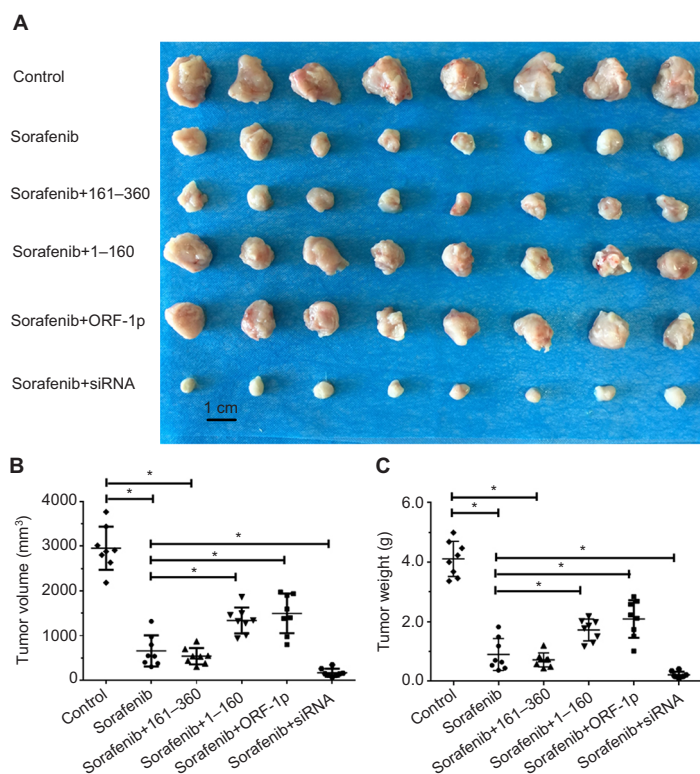 A
Control
Sorafenib
Sorafenib+161–360
Sorafenib+1–160
Sorafenib+ORF-1p
Sorafenib+siRNA
1 cm
B
Tumor volume (mm³)
4000
3000
2000
1000
0
*
*
*
*
*
Control
Sorafenib
Sorafenib+161–360
Sorafenib+1–160
Sorafenib+ORF-1p
Sorafenib+siRNA
C
Tumor weight (g)
6.0
4.0
2.0
0.0
*
*
*
*
*
Control
Sorafenib
Sorafenib+161–360
Sorafenib+1–160
Sorafenib+ORF-1p
Sorafenib+siRNA